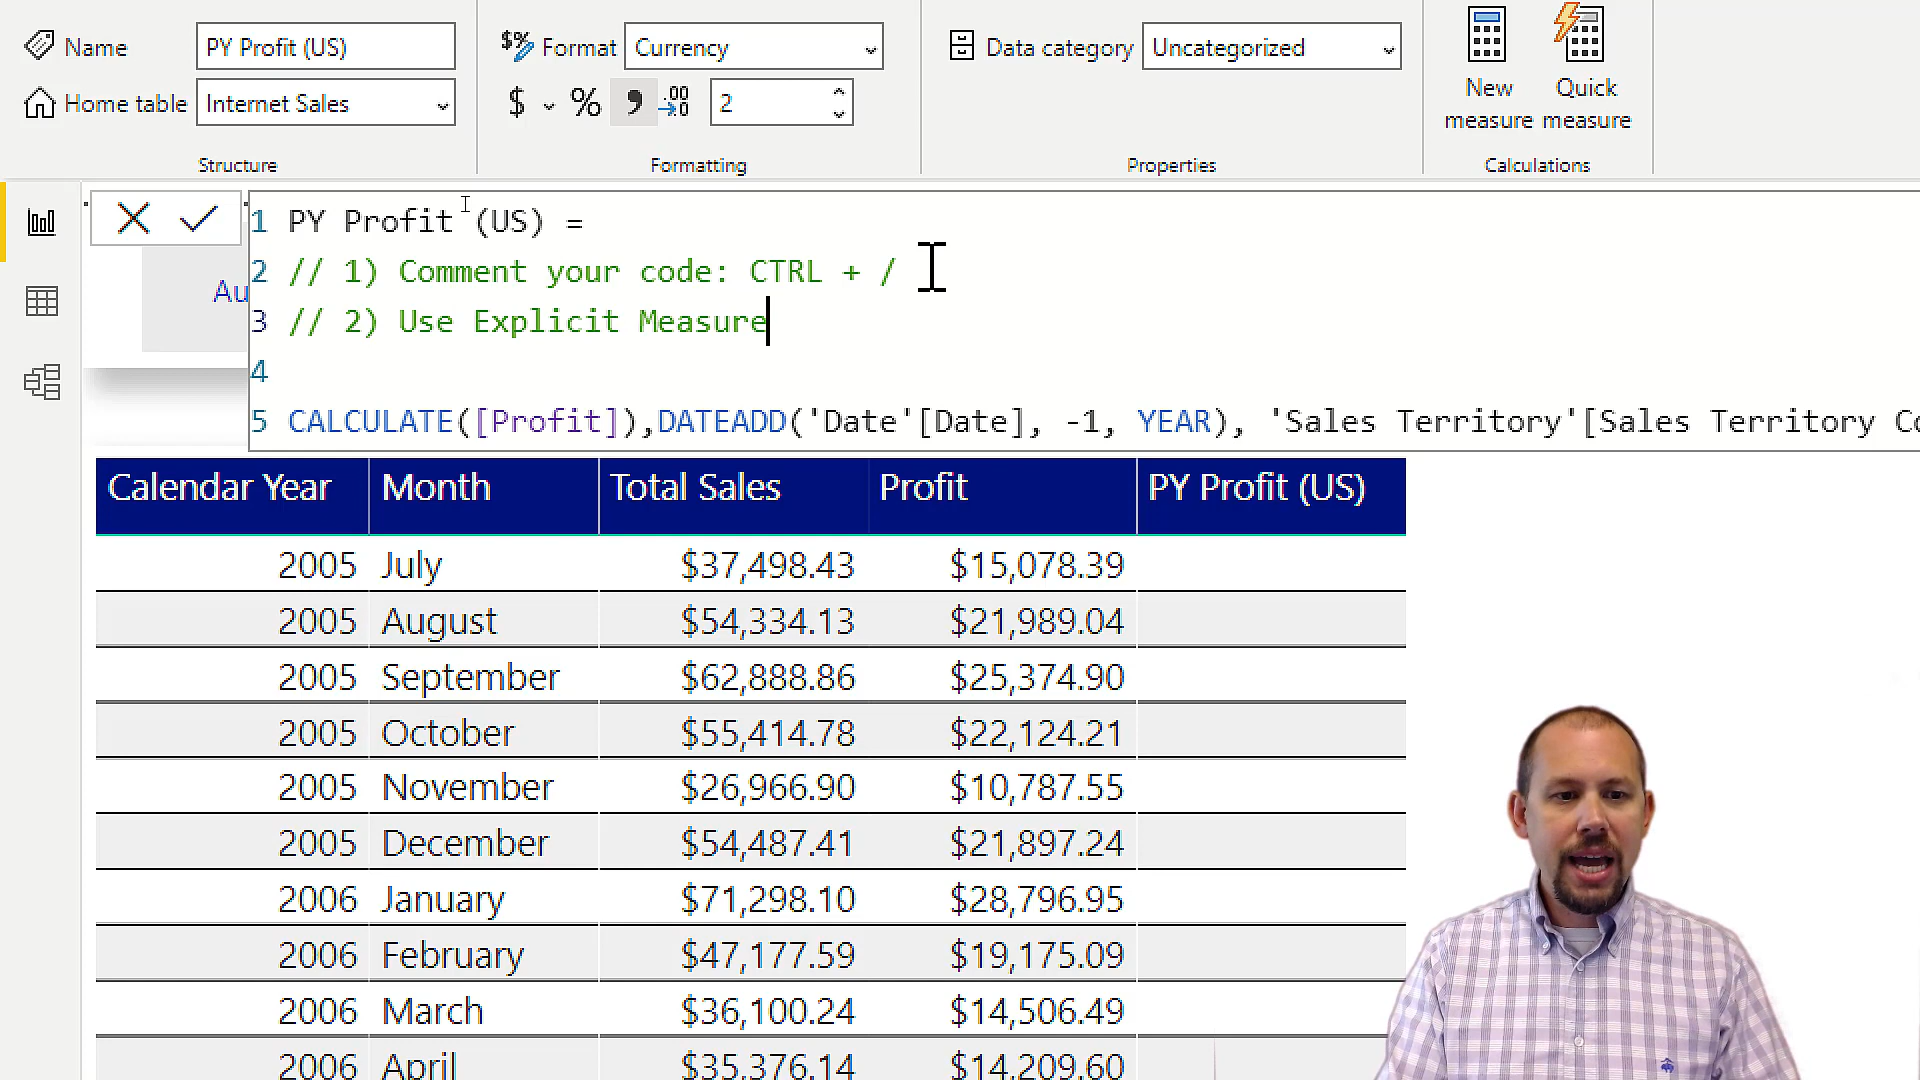 Name PY Profit (US)
Home table Internet Sales
Structure
$% Format Currency
$ % 9 .00 →.0 2
Formatting
Data category Uncategorized
Properties
New measure
Quick measure
Calculations
Au
1 PY Profit (US) =
2 // 1) Comment your code: CTRL + /
3 // 2) Use Explicit Measure
4
5 CALCULATE([Profit]),DATEADD('Date'[Date], -1, YEAR), 'Sales Territory'[Sales Territory Co
Calendar Year Month Total Sales Profit PY Profit (US)
2005 July $37,498.43 $15,078.39
2005 August $54,334.13 $21,989.04
2005 September $62,888.86 $25,374.90
2005 October $55,414.78 $22,124.21
2005 November $26,966.90 $10,787.55
2005 December $54,487.41 $21,897.24
2006 January $71,298.10 $28,796.95
2006 February $47,177.59 $19,175.09
2006 March $36,100.24 $14,506.49
2006 April $35,376.14 $14,209.60